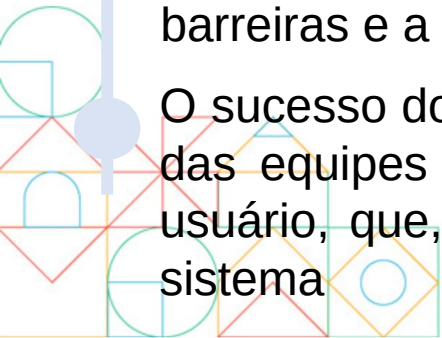 barreiras e a
O sucesso do
das equipes
usuário, que,
sistema